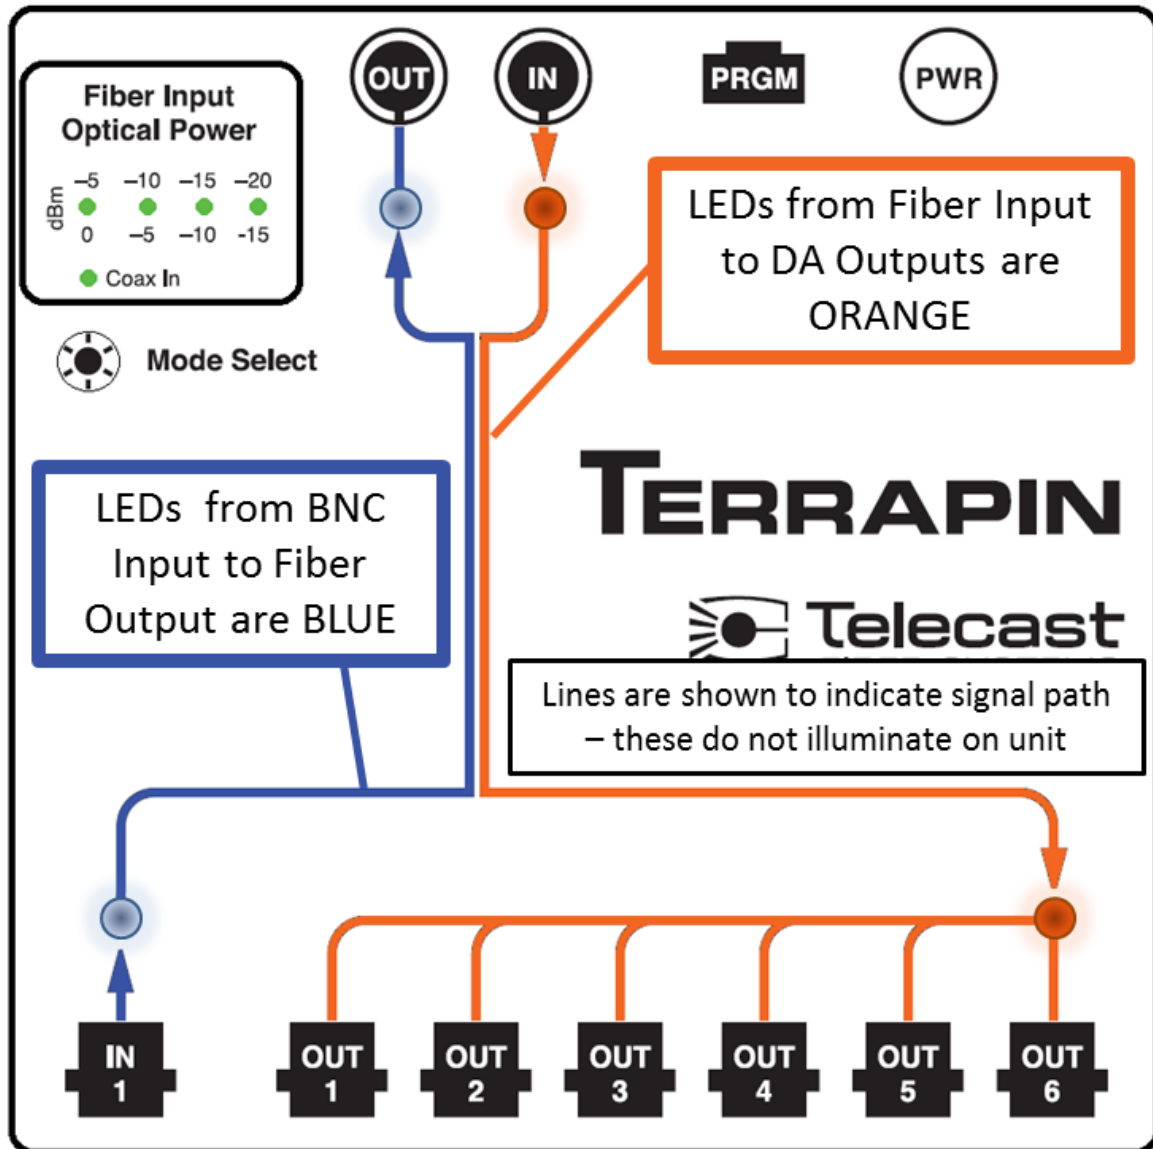 OUT
IN
PRGM
PWR
Fiber Input
Optical Power
–5 –10 –15 –20
dBm
0 –5 –10 -15
Coax In
Mode Select
LEDs from Fiber Input
to DA Outputs are
ORANGE
LEDs from BNC
Input to Fiber
Output are BLUE
TERRAPIN
Telecast
Lines are shown to indicate signal path
– these do not illuminate on unit
IN
1
OUT
1
OUT
2
OUT
3
OUT
4
OUT
5
OUT
6